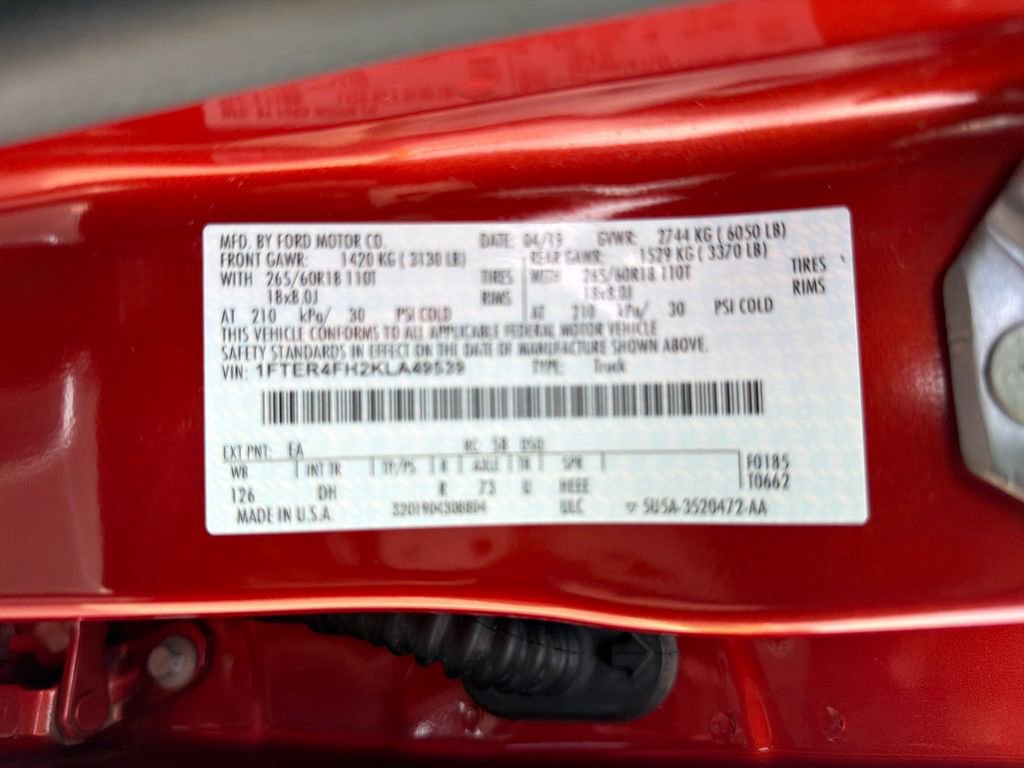 MFD. BY FORD MOTOR CO. DATE: 04/19 GVWR: 2744 KG ( 6050 LB)
FRONT GAWR: 1420 KG ( 3130 LB) REAR GAWR: 1529 KG ( 3370 LB)
WITH 265/60R18 110T TIRES WITH 265/60R18 110T TIRES
18x8.0J RIMS 18x8.0J RIMS
AT 210 kPa/ 30 PSI COLD AT 210 kPa/ 30 PSI COLD
THIS VEHICLE CONFORMS TO ALL APPLICABLE FEDERAL MOTOR VEHICLE
SAFETY STANDARDS IN EFFECT ON THE DATE OF MANUFACTURE SHOWN ABOVE.
VIN: 1FTER4FH2KLA49539 TYPE: Truck
EXT PNT: EA RC: 58 DSO:
WB INT TR TP/PS R AXLE TR SPR F0185
126 DH 73 U T0662
MADE IN U.S.A. 5U5A-3520472-AA